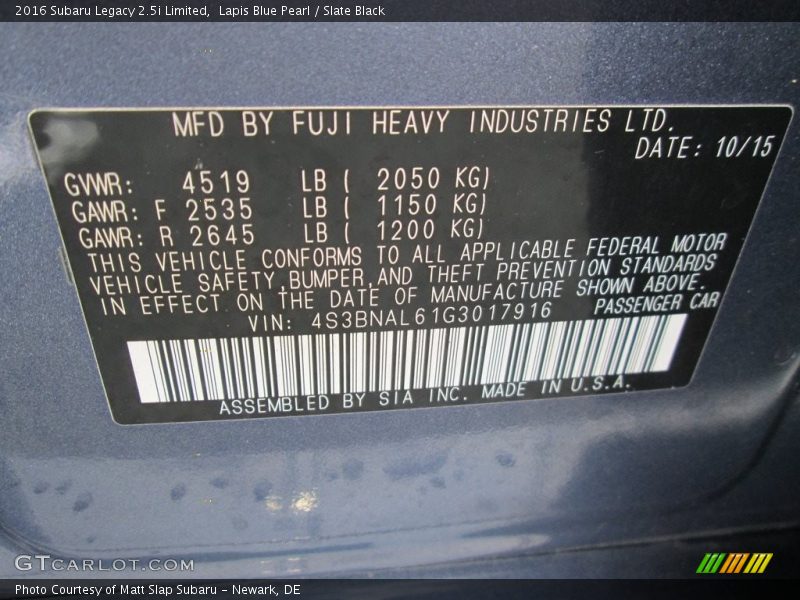 2016 Subaru Legacy 2.5i Limited,  Lapis Blue Pearl / Slate Black
MFD BY FUJI HEAVY INDUSTRIES LTD.
DATE: 10/15
GVWR: 4519 LB ( 2050 KG)
GAWR: F 2535 LB ( 1150 KG)
GAWR: R 2645 LB ( 1200 KG)
THIS VEHICLE CONFORMS TO ALL APPLICABLE FEDERAL MOTOR
VEHICLE SAFETY,BUMPER,AND THEFT PREVENTION STANDARDS
IN EFFECT ON THE DATE OF MANUFACTURE SHOWN ABOVE.
VIN: 4S3BNAL61G3017916 PASSENGER CAR
ASSEMBLED BY SIA INC. MADE IN U.S.A.
GTCARLOT.COM
Photo Courtesy of Matt Slap Subaru - Newark, DE